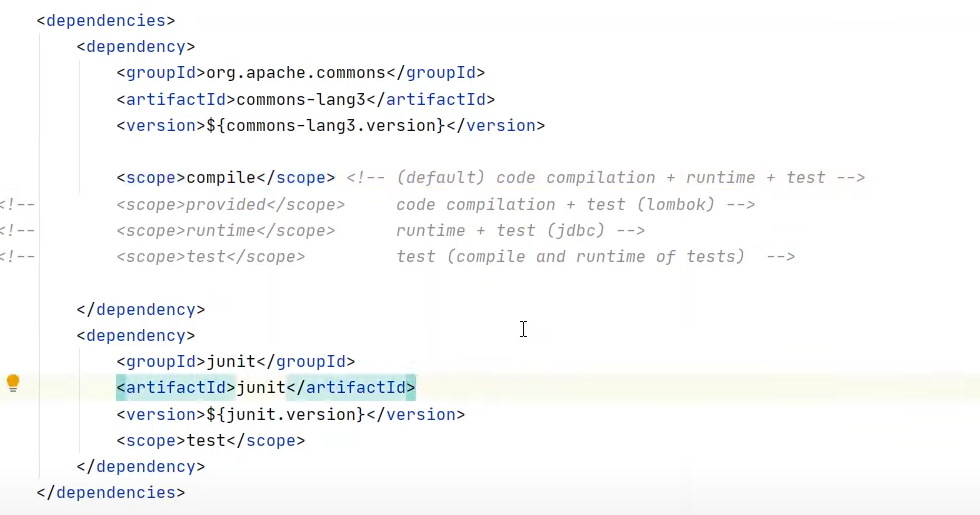 <dependencies>
<dependency>
<groupId>org.apache.commons</groupId>
<artifactId>commons-lang3</artifactId>
<version>${commons-lang3.version}</version>
<scope>compile</scope> <!-- (default) code compilation + runtime + test -->
<!-- <scope>provided</scope> code compilation + test (lombok) -->
<!-- <scope>runtime</scope> runtime + test (jdbc) -->
<!-- <scope>test</scope> test (compile and runtime of tests) -->
</dependency>
<dependency>
<groupId>junit</groupId>
<artifactId>junit</artifactId>
<version>${junit.version}</version>
<scope>test</scope>
</dependency>
</dependencies>